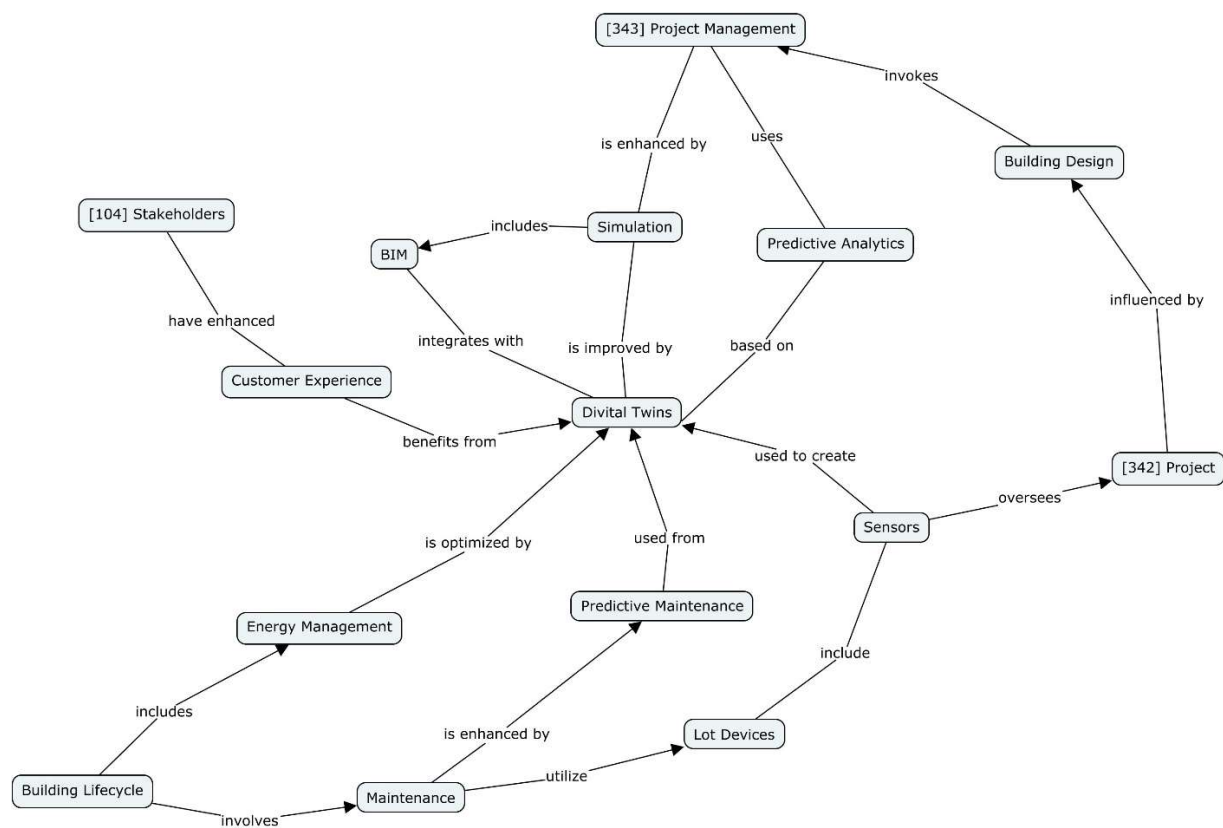 [343] Project Management
invokes
is enhanced by
uses
Building Design
[104] Stakeholders
includes
Simulation
Predictive Analytics
BIM
influenced by
have enhanced
integrates with
is improved by
based on
Customer Experience
Divital Twins
benefits from
used to create
[342] Project
oversees
Sensors
is optimized by
used from
Predictive Maintenance
Energy Management
include
includes
is enhanced by
Lot Devices
utilize
Building Lifecycle
Maintenance
involves